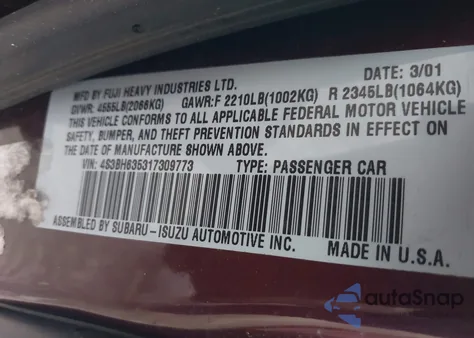 MFD BY FUJI HEAVY INDUSTRIES LTD. DATE: 3/01
GVWR: 4555LB(2066KG) GAWR:F 2210LB(1002KG) R 2345LB(1064KG)
THIS VEHICLE CONFORMS TO ALL APPLICABLE FEDERAL MOTOR VEHICLE
SAFETY, BUMPER, AND THEFT PREVENTION STANDARDS IN EFFECT ON
THE DATE OF MANUFACTURE SHOWN ABOVE.
VIN: 4S3BH635317309773 TYPE: PASSENGER CAR
ASSEMBLED BY SUBARU-ISUZU AUTOMOTIVE INC. MADE IN U.S.A.
autoSnap